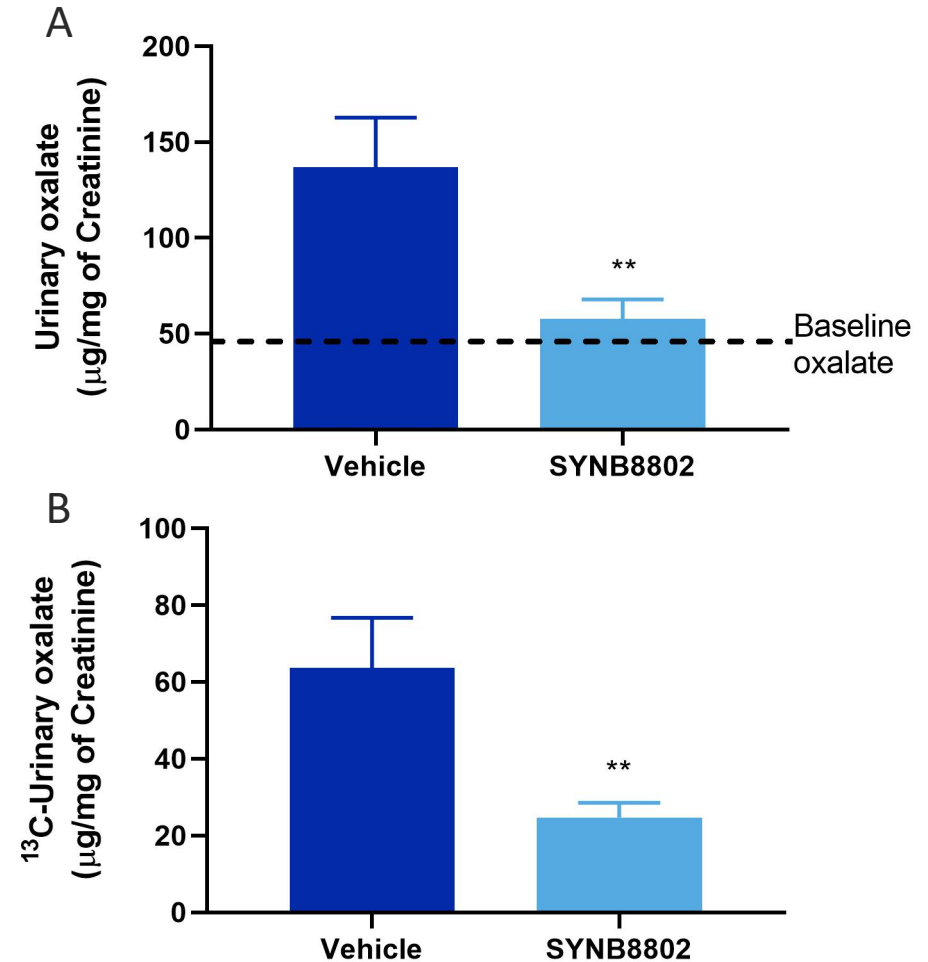 A
Urinary oxalate
(μg/mg of Creatinine)
200
150
100
50
0
**
Baseline
oxalate
Vehicle
SYNB8802
B
¹³C-Urinary oxalate
(μg/mg of Creatinine)
100
80
60
40
20
0
**
Vehicle
SYNB8802